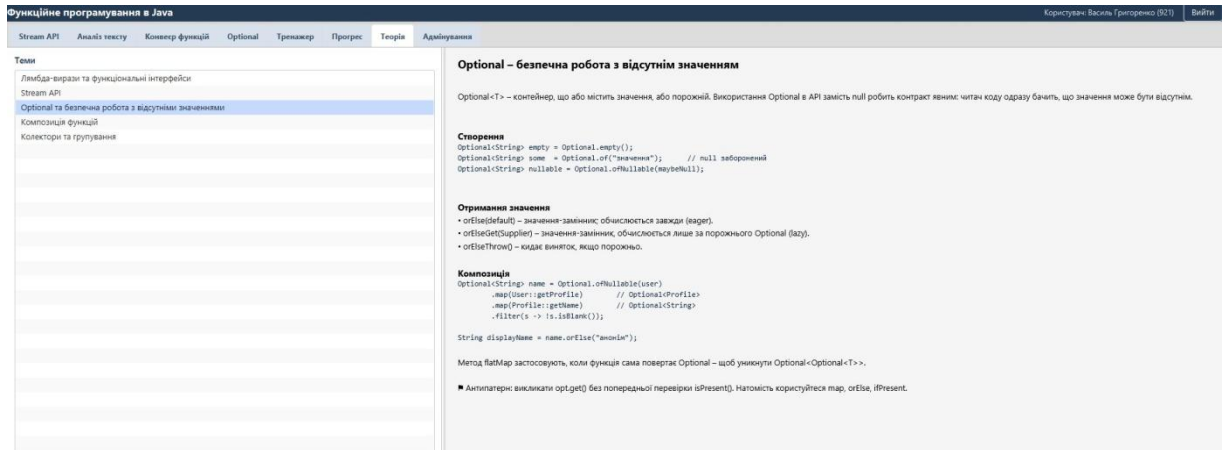 Функційне програмування в Java
Користувач: Василь Григоренко (921)
Вийти
Stream API
Аналіз тексту
Конвеєр функцій
Optional
Тренажер
Прогрес
Теорія
Адмінування
Теми
Лямбда-вирази та функціональні інтерфейси
Stream API
Optional та безпечна робота з відсутніми значеннями
Композиція функцій
Колектори та групування
Optional – безпечна робота з відсутнім значенням
Optional<T> – контейнер, що або містить значення, або порожній. Використання Optional в API замість null робить контракт явним: читач коду одразу бачить, що значення може бути відсутнім.
Створення
Optional<String> empty = Optional.empty();
Optional<String> some = Optional.of("значення"); // null заборонений
Optional<String> nullable = Optional.ofNullable(maybeNull);
Отримання значення
• orElse(default) – значення-замінник; обчислюється завжди (eager).
• orElseGet(Supplier) – значення-замінник, обчислюється лише за порожнього Optional (lazy).
• orElseThrow() – кидає виняток, якщо порожньо.
Композиція
Optional<String> name = Optional.ofNullable(user)
.map(User::getProfile) // Optional<Profile>
.map(Profile::getName) // Optional<String>
.filter(s -> !s.isBlank());
String displayName = name.orElse("анонім");
Метод flatMap застосовують, коли функція сама повертає Optional – щоб уникнути Optional<Optional<T>>.
⚑ Антипатерн: викликати opt.get() без попередньої перевірки isPresent(). Натомість користуйтеся map, orElse, ifPresent.